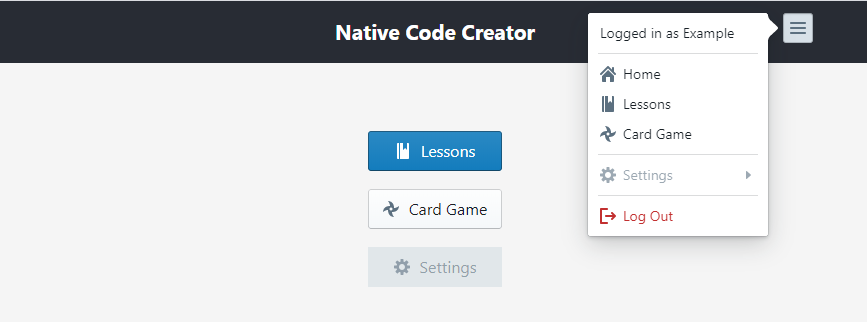 Native Code Creator
Logged in as Example
Home
Lessons
Card Game
Settings
Log Out
Lessons
Card Game
Settings